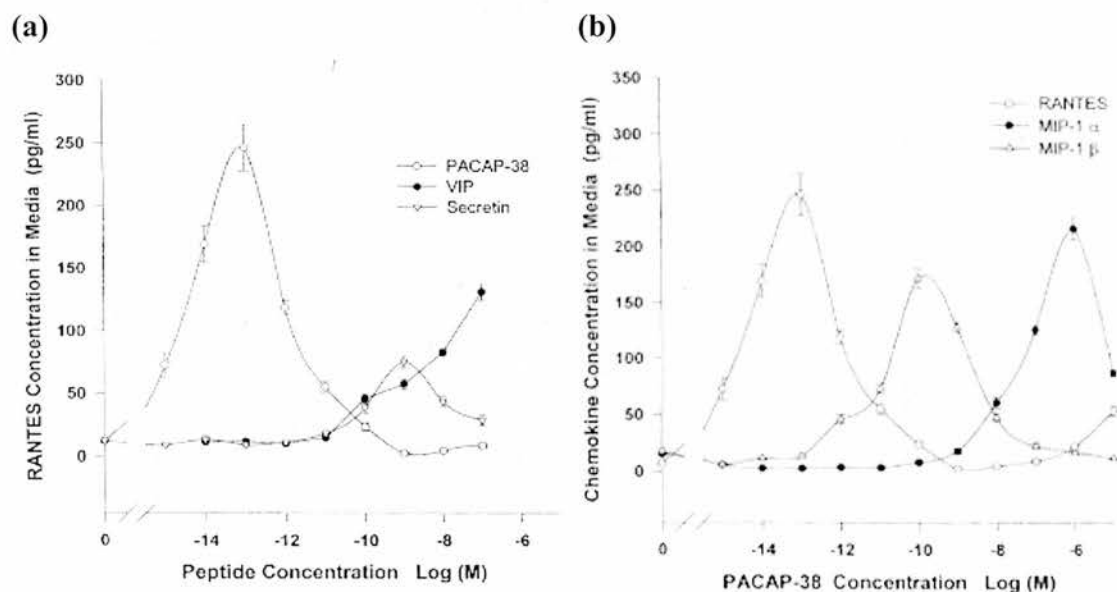 (a)
RANTES Concentration in Media (pg/ml)
300
250
200
150
100
50
0
PACAP-38
VIP
Secretin
0
-14
-12
-10
-8
-6
Peptide Concentration Log (M)
(b)
Chemokine Concentration in Media (pg/ml)
350
300
250
200
150
100
50
0
RANTES
MIP-1 α
MIP-1 β
0
-14
-12
-10
-8
-6
PACAP-38 Concentration Log (M)